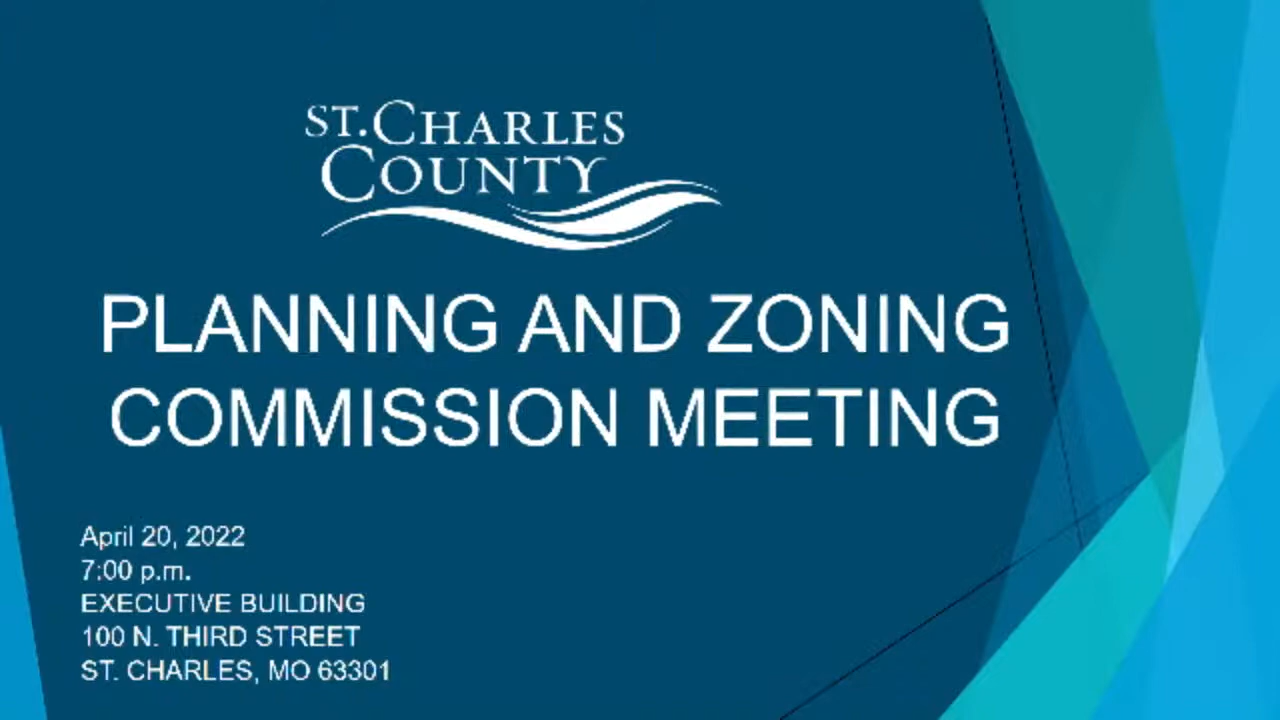 ST. CHARLES
COUNTY
PLANNING AND ZONING
COMMISSION MEETING
April 20, 2022
7:00 p.m.
EXECUTIVE BUILDING
100 N. THIRD STREET
ST. CHARLES, MO 63301